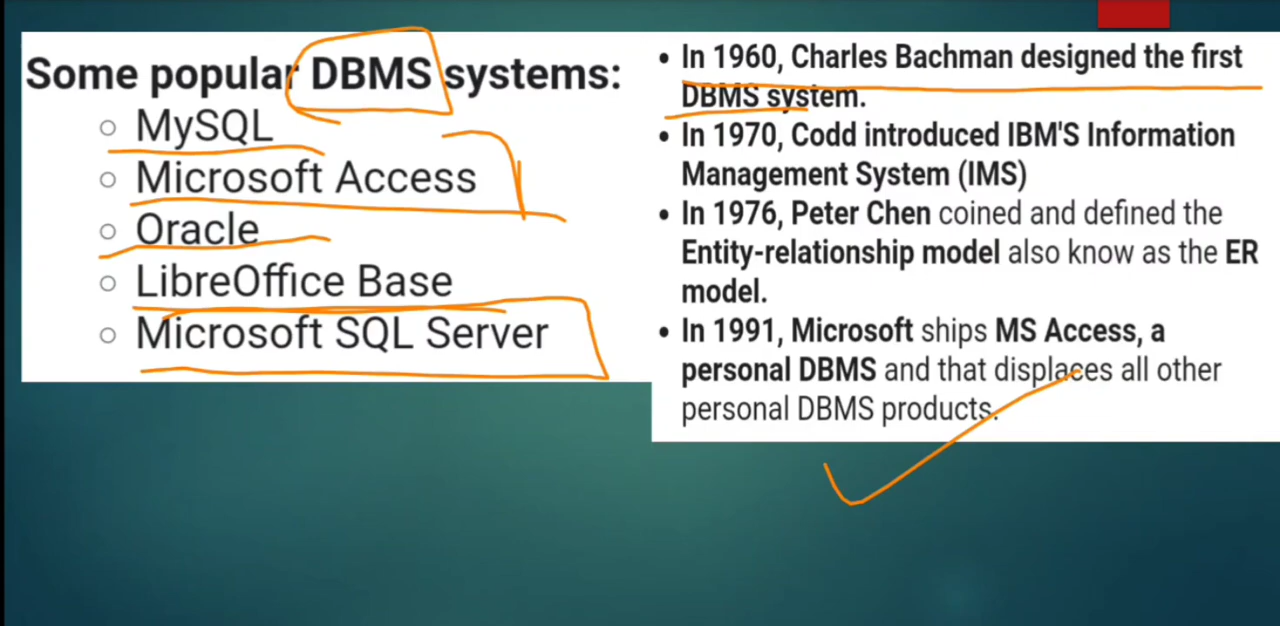 Some popular DBMS systems:
MySQL
Microsoft Access
Oracle
LibreOffice Base
Microsoft SQL Server
• In 1960, Charles Bachman designed the first
DBMS system.
• In 1970, Codd introduced IBM'S Information
Management System (IMS)
• In 1976, Peter Chen coined and defined the
Entity-relationship model also know as the ER
model.
• In 1991, Microsoft ships MS Access, a
personal DBMS and that displaces all other
personal DBMS products.